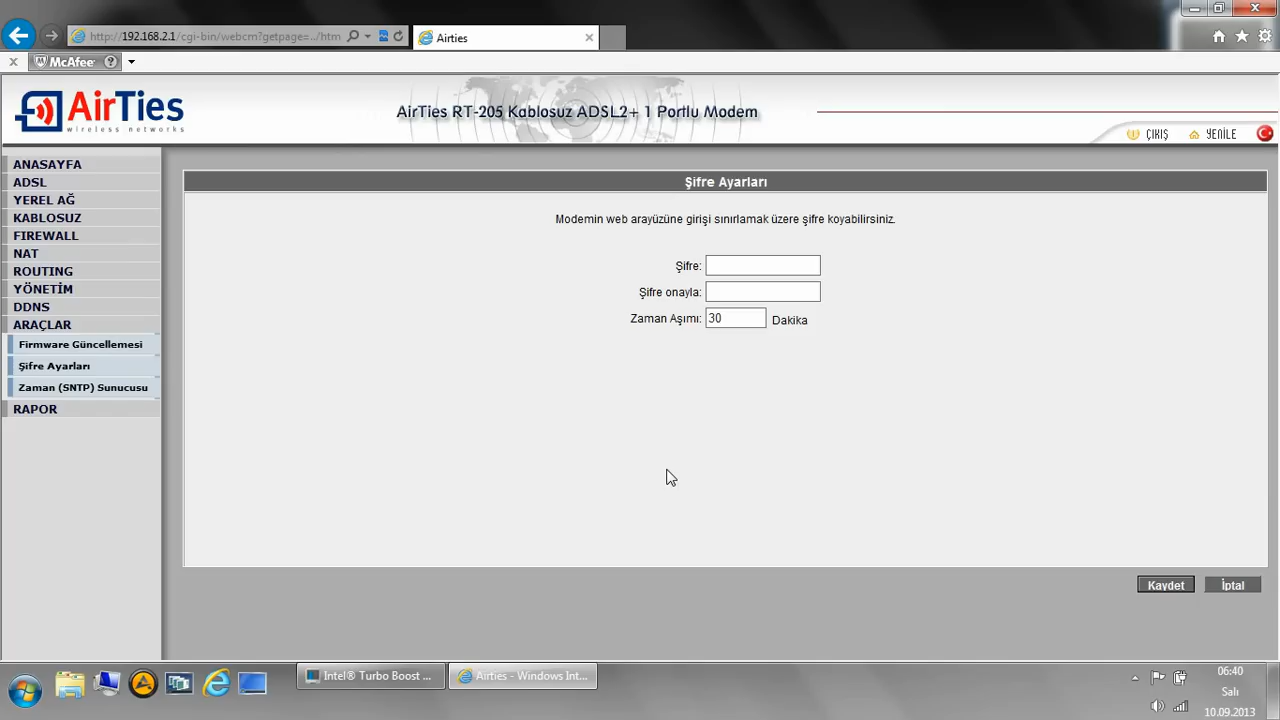 http://192.168.2.1/cgi-bin/webcm?getpage=../htm
Airties
McAfee
AirTies
wireless networks
AirTies RT-205 Kablosuz ADSL2+ 1 Portlu Modem
ÇIKIŞ
YENİLE
ANASAYFA
ADSL
YEREL AĞ
KABLOSUZ
FIREWALL
NAT
ROUTING
YÖNETİM
DDNS
ARAÇLAR
Firmware Güncellemesi
Şifre Ayarları
Zaman (SNTP) Sunucusu
RAPOR
Şifre Ayarları
Modemin web arayüzüne girişi sınırlamak üzere şifre koyabilirsiniz.
Şifre:
Şifre onayla:
Zaman Aşımı: 30 Dakika
Kaydet
İptal
Intel® Turbo Boost ...
Airties - Windows Int...
06:40
Salı
10.09.2013